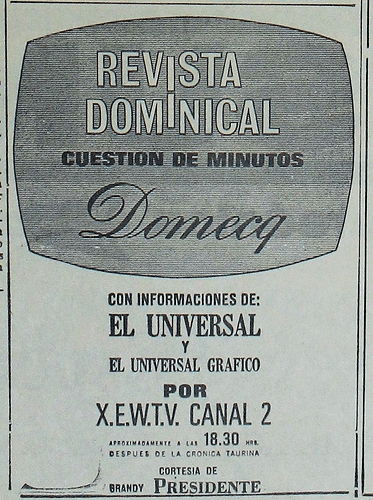 REVISTA
DOMINICAL
CUESTION DE MINUTOS
Domecq
CON INFORMACIONES DE:
EL UNIVERSAL
Y
EL UNIVERSAL GRAFICO
POR
X.E.W.T.V. CANAL 2
APROXIMADAMENTE A LAS 18.30 HRS.
DESPUES DE LA CRONICA TAURINA
CORTESIA DE
BRANDY PRESIDENTE